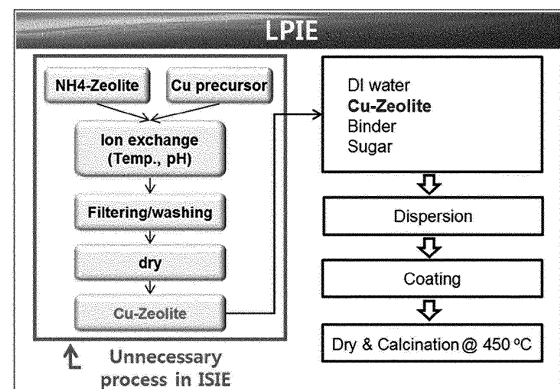 LPIE
NH4-Zeolite
Cu precursor
Ion exchange
(Temp., pH)
Filtering/washing
dry
Cu-Zeolite
Unnecessary
process in ISIE
DI water
Cu-Zeolite
Binder
Sugar
Dispersion
Coating
Dry & Calcination @ 450 ºC